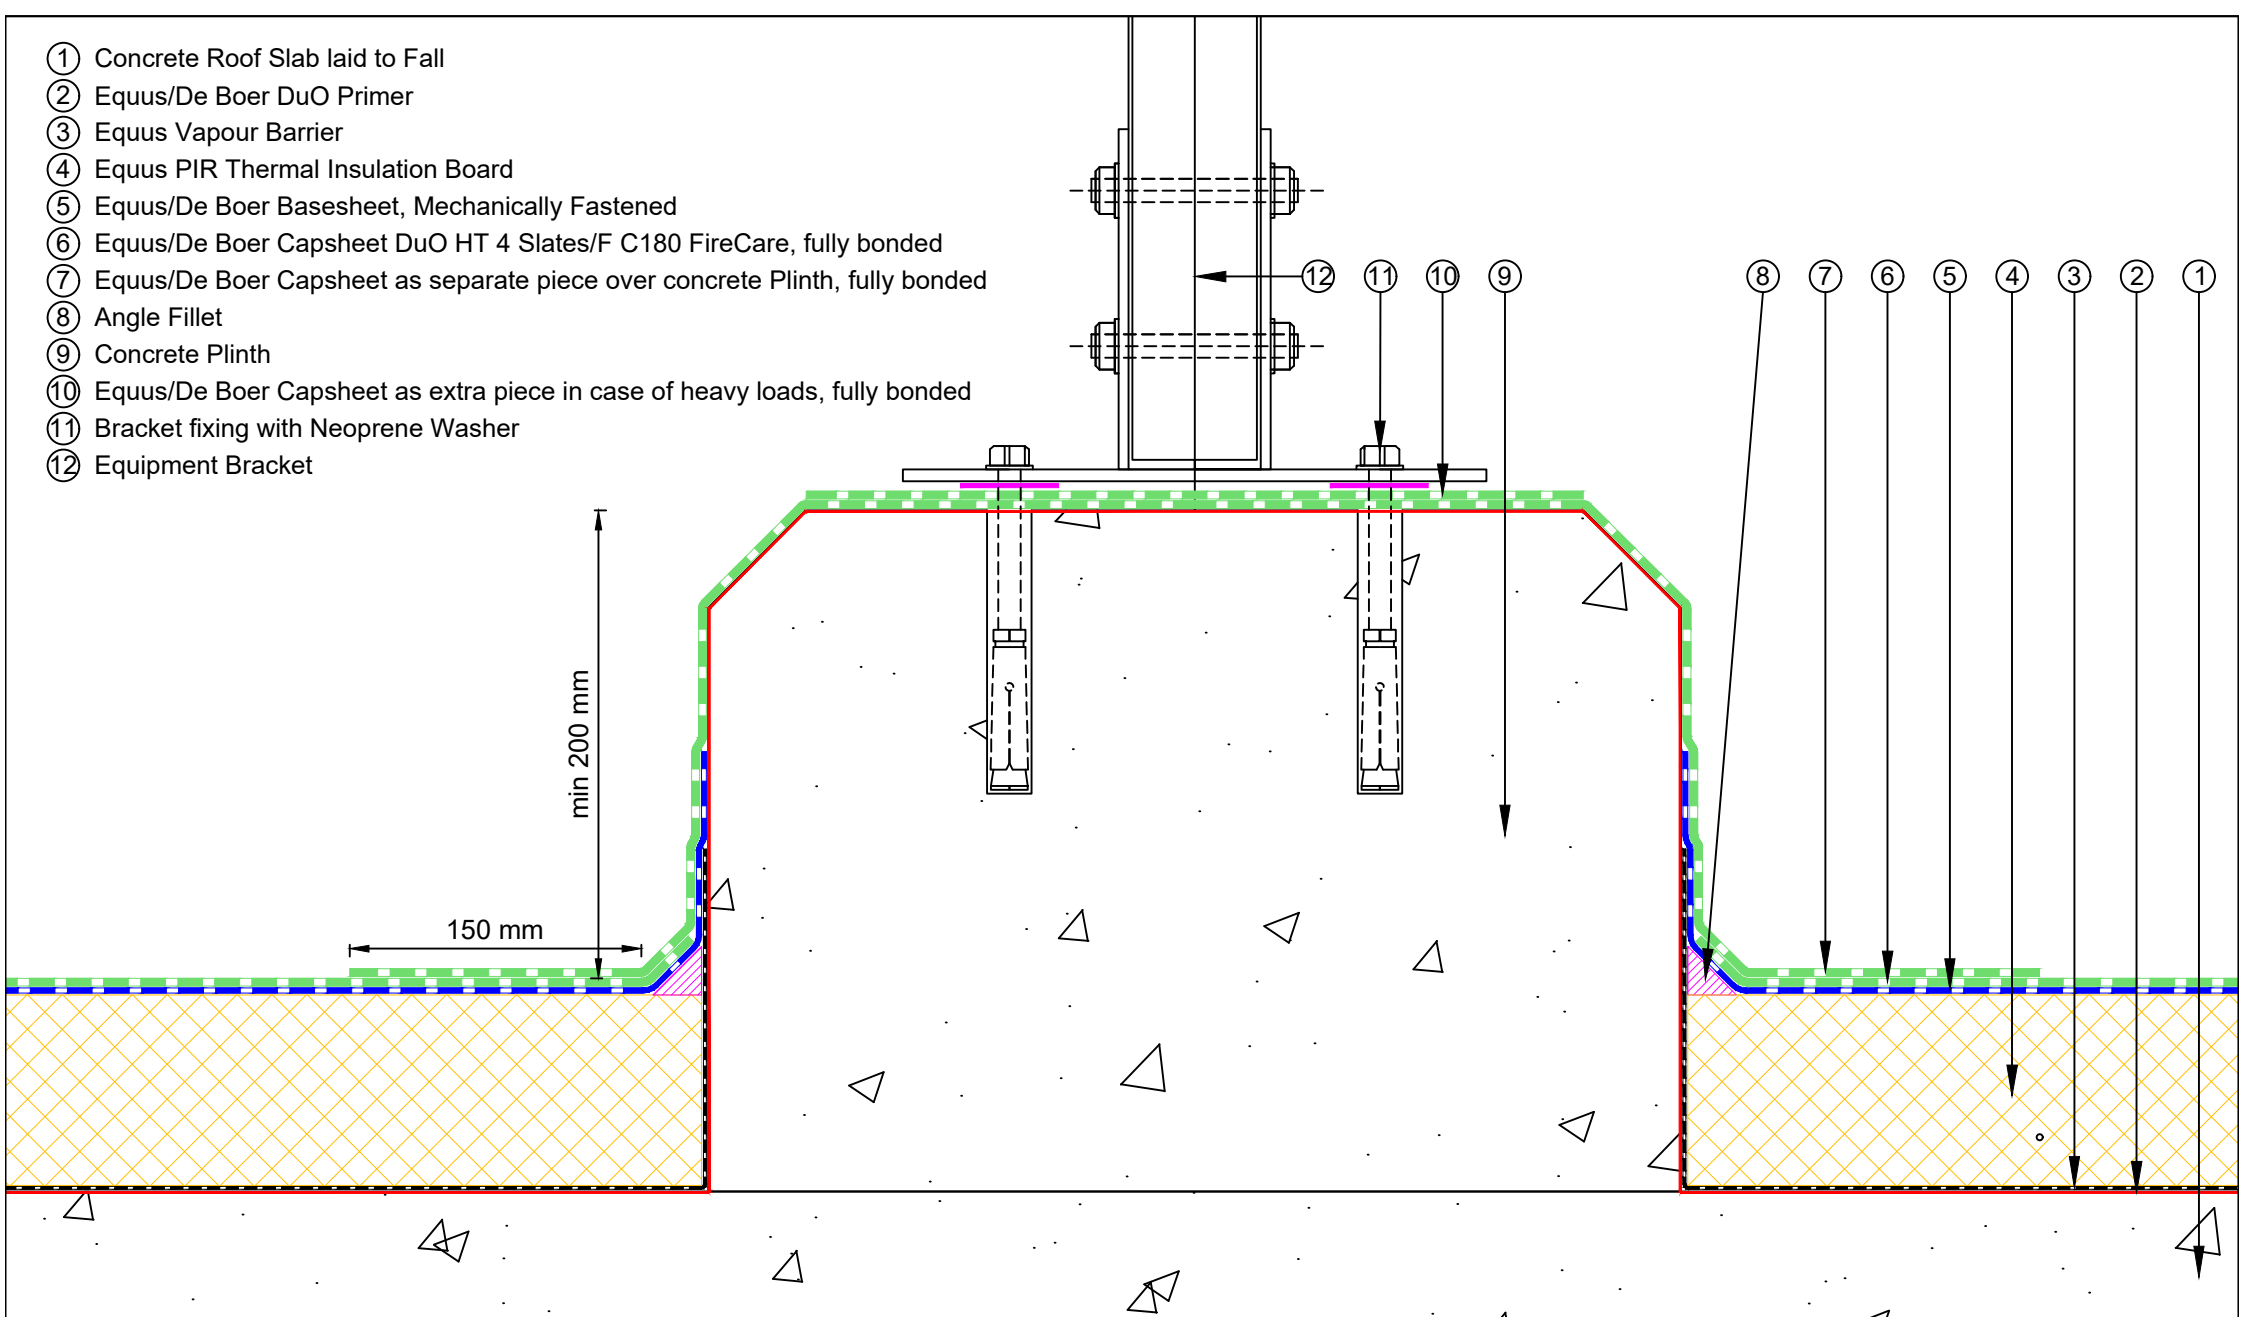 1 Concrete Roof Slab laid to Fall
2 Equus/De Boer DuO Primer
3 Equus Vapour Barrier
4 Equus PIR Thermal Insulation Board
5 Equus/De Boer Basesheet, Mechanically Fastened
6 Equus/De Boer Capsheet DuO HT 4 Slates/F C180 FireCare, fully bonded
7 Equus/De Boer Capsheet as separate piece over concrete Plinth, fully bonded
8 Angle Fillet
9 Concrete Plinth
10 Equus/De Boer Capsheet as extra piece in case of heavy loads, fully bonded
11 Bracket fixing with Neoprene Washer
12 Equipment Bracket
12 11 10 9 8 7 6 5 4 3 2 1
min 200 mm
150 mm